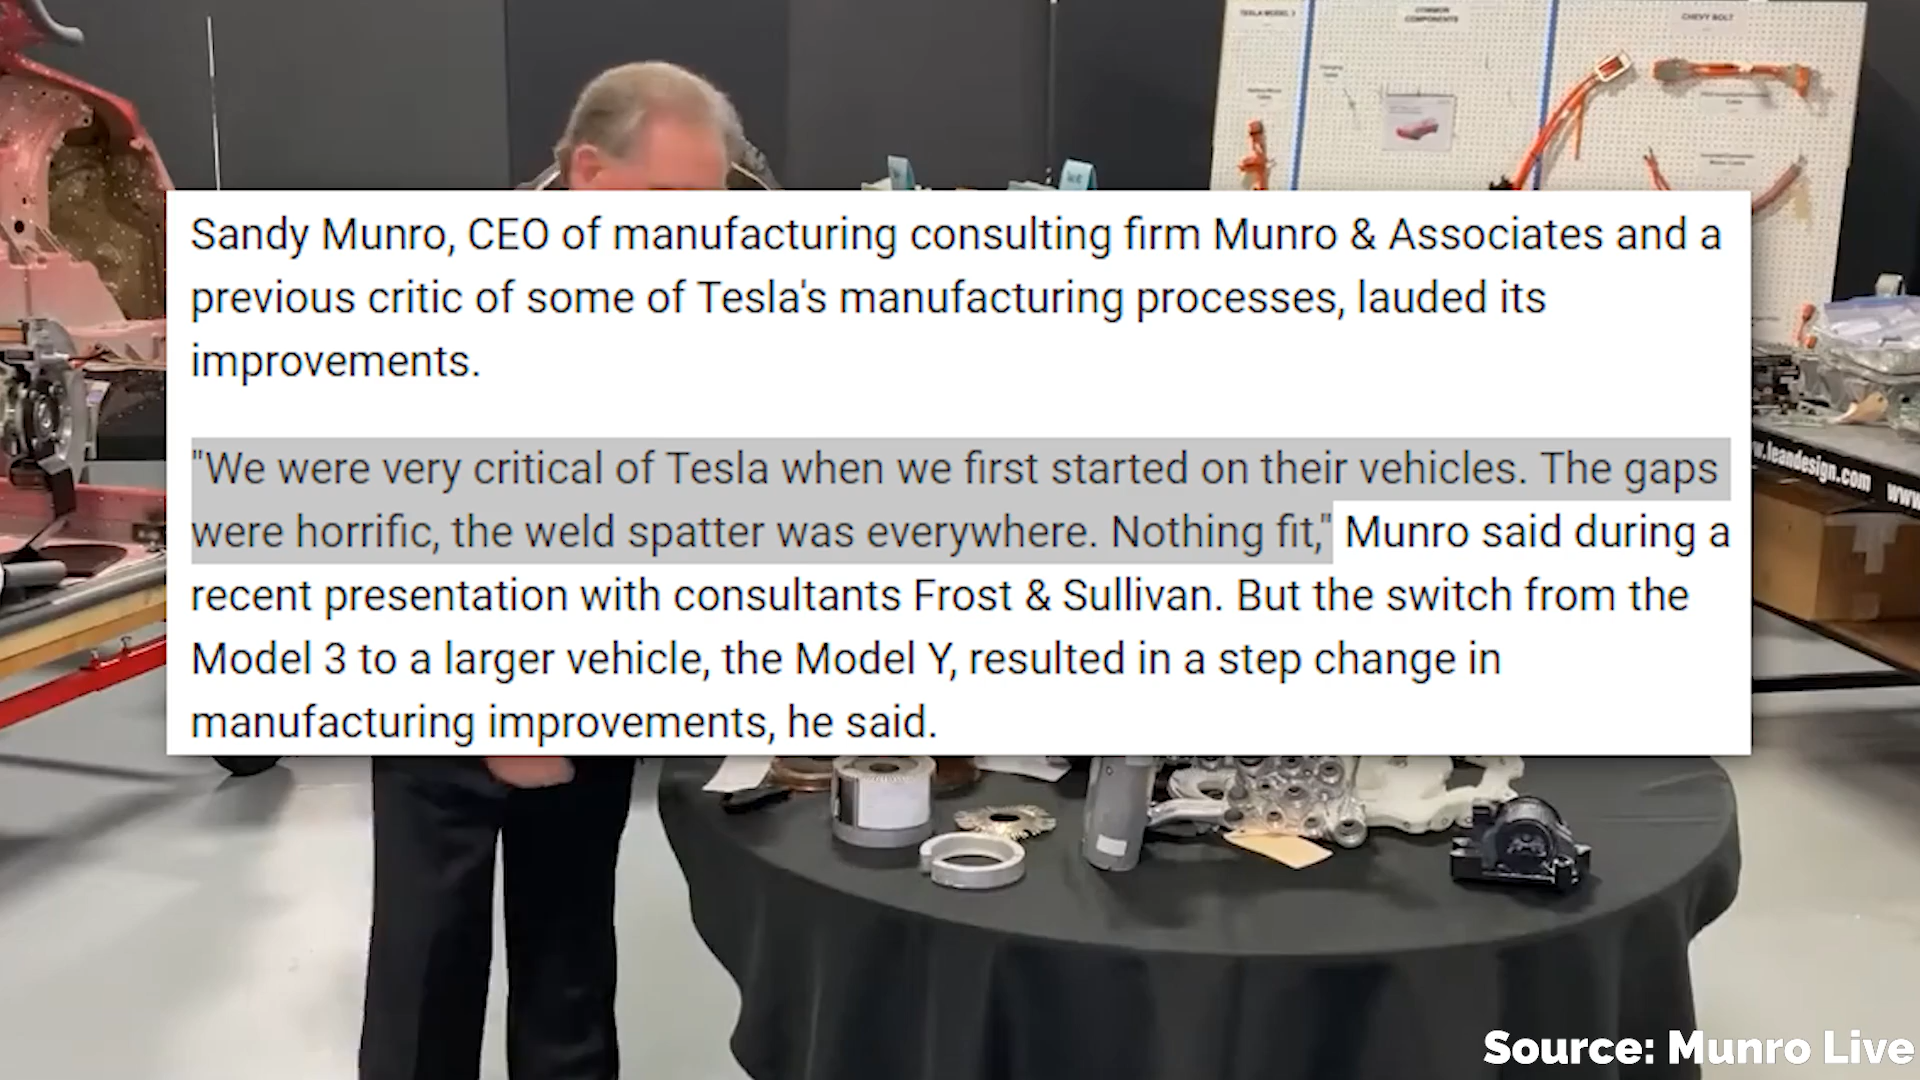 TESLA MODEL 3
COMMON
COMPONENTS
CHEVY BOLT
Sandy Munro, CEO of manufacturing consulting firm Munro & Associates and a
previous critic of some of Tesla's manufacturing processes, lauded its
improvements.
"We were very critical of Tesla when we first started on their vehicles. The gaps
were horrific, the weld spatter was everywhere. Nothing fit," Munro said during a
recent presentation with consultants Frost & Sullivan. But the switch from the
Model 3 to a larger vehicle, the Model Y, resulted in a step change in
manufacturing improvements, he said.
.leandesign.com www
Source: Munro Live